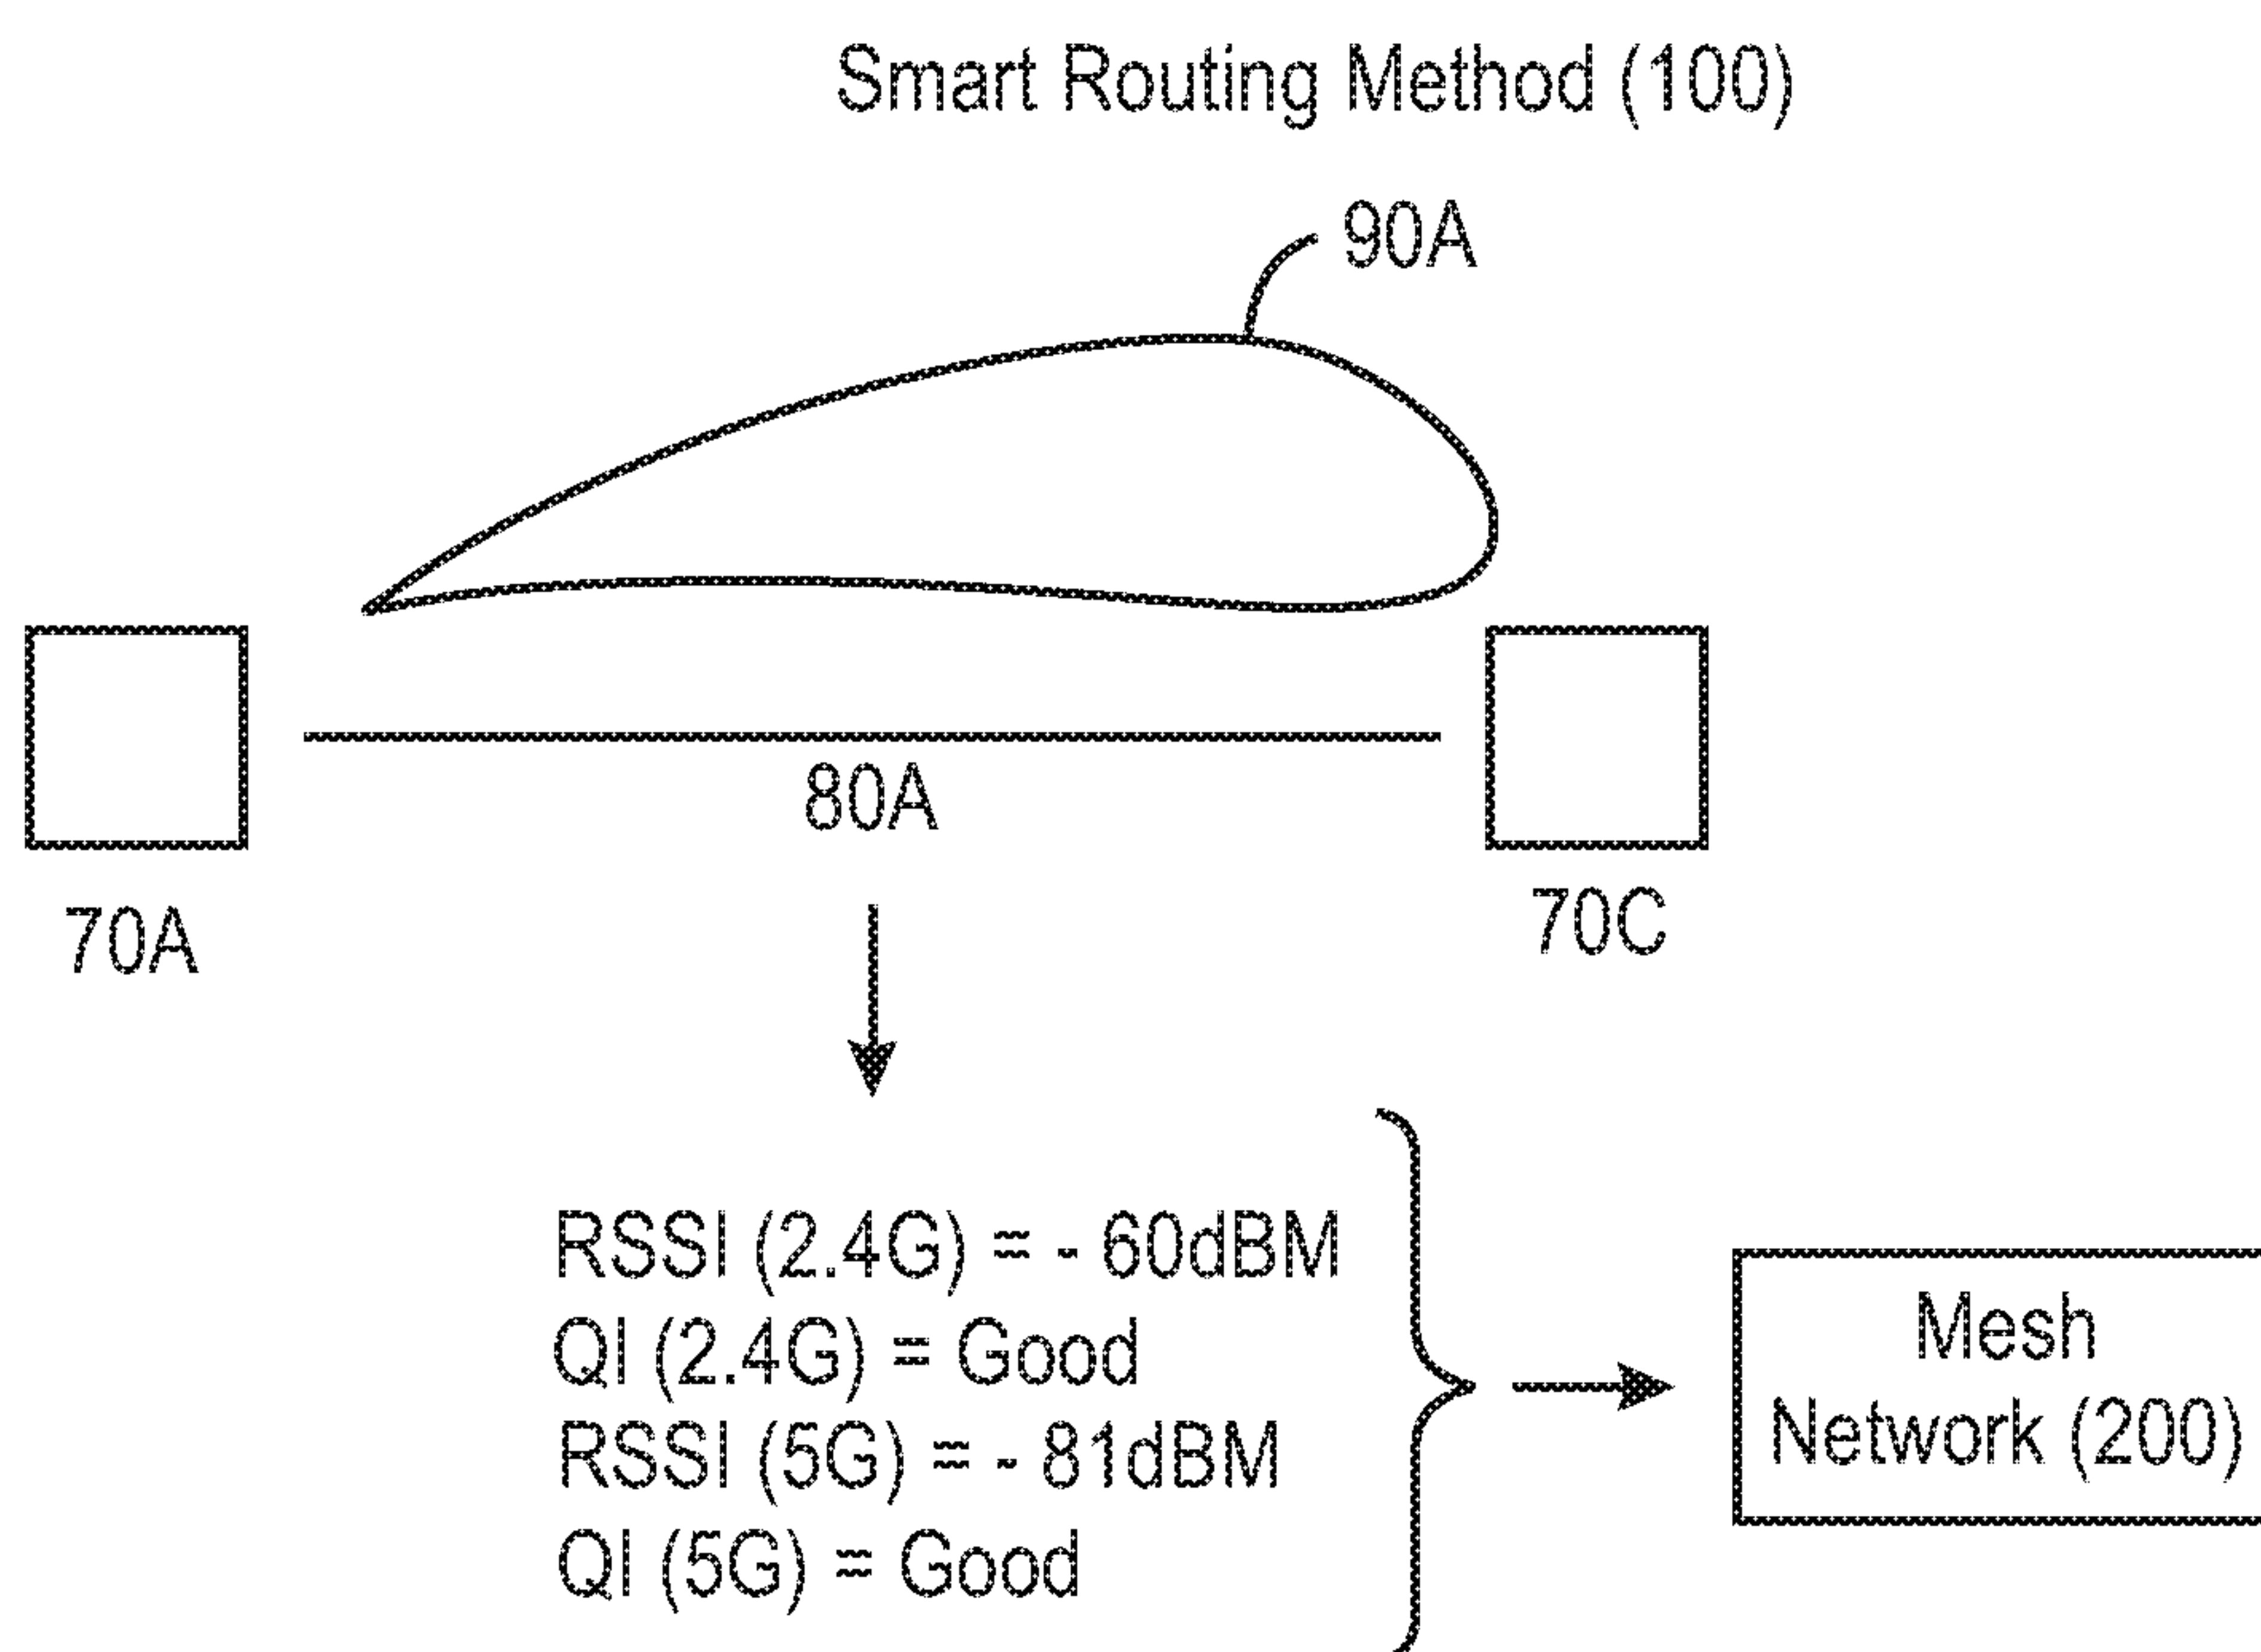 Smart Routing Method (100)
90A
80A
70A
70C
RSSI (2.4G) = - 60dBM
QI (2.4G) = Good
RSSI (5G) = - 81dBM
QI (5G) = Good
Mesh
Network (200)